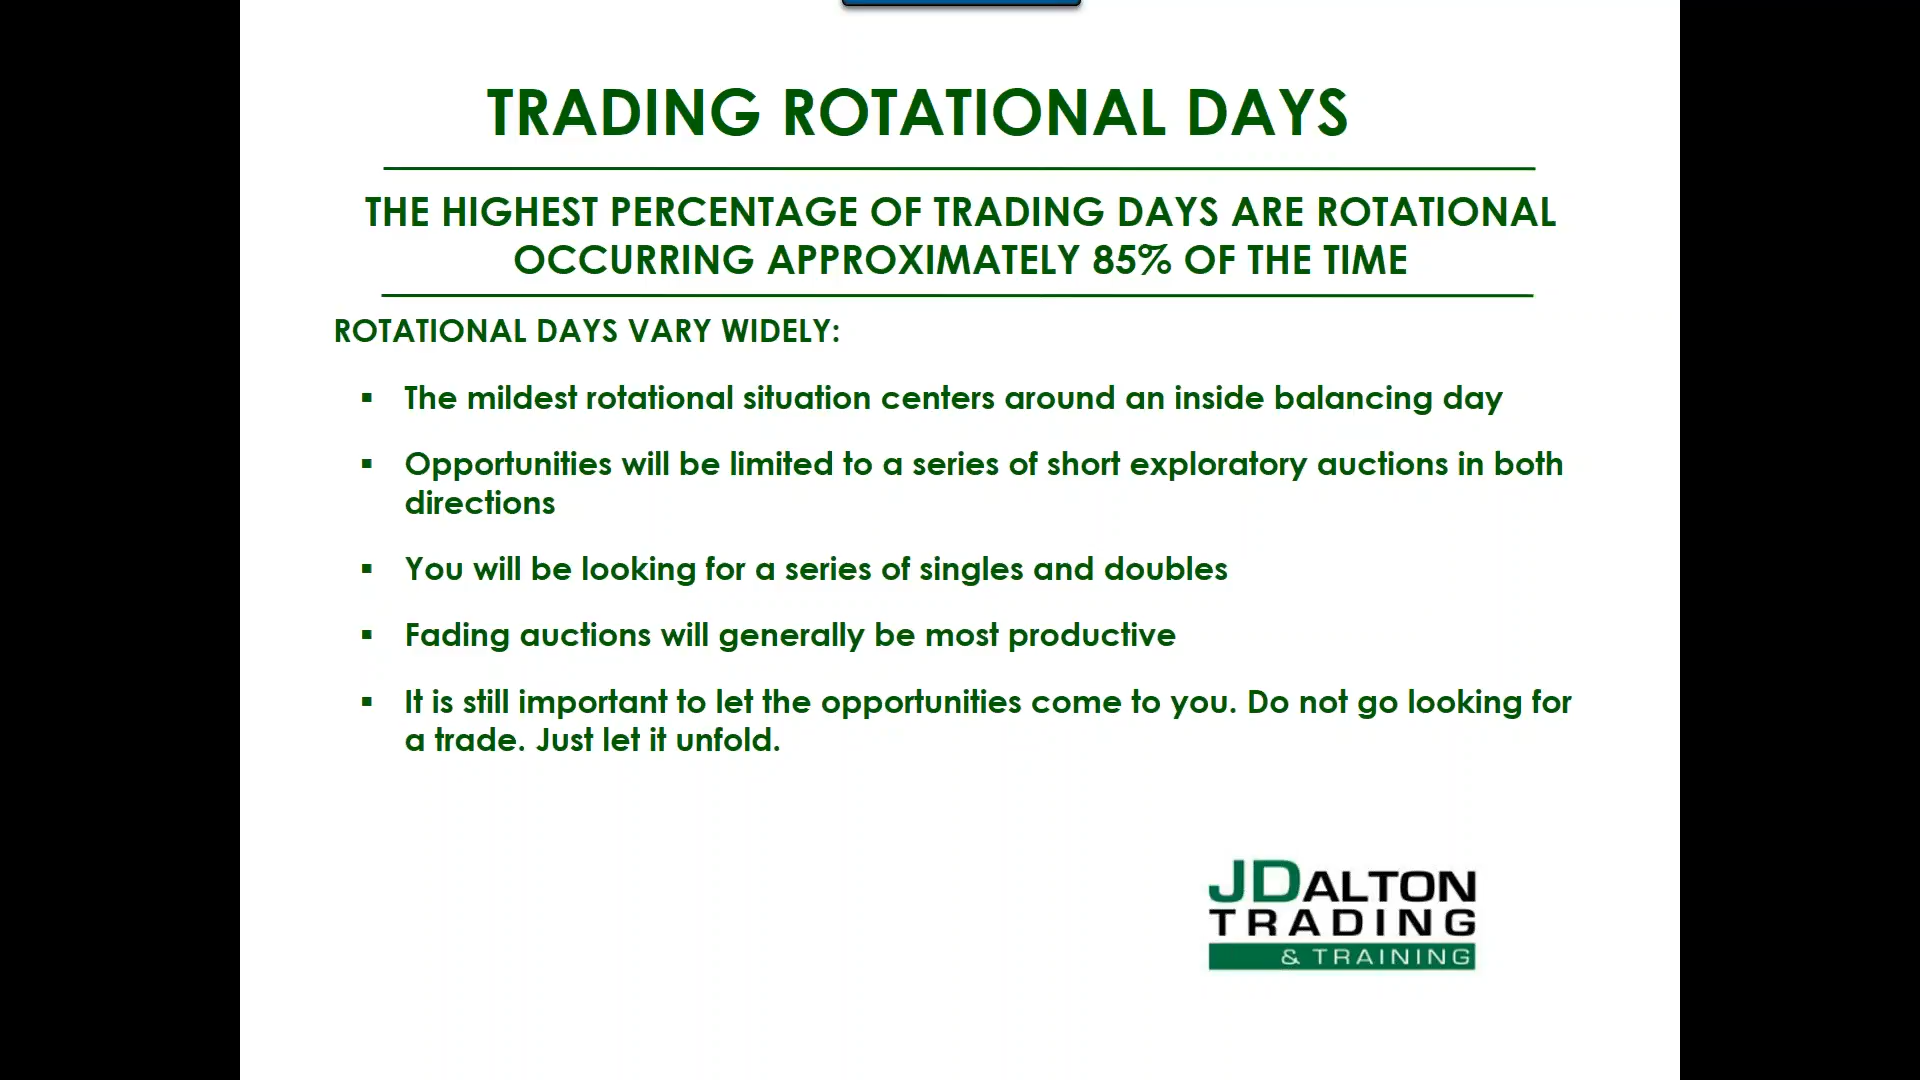 TRADING ROTATIONAL DAYS
THE HIGHEST PERCENTAGE OF TRADING DAYS ARE ROTATIONAL
OCCURRING APPROXIMATELY 85% OF THE TIME
ROTATIONAL DAYS VARY WIDELY:
▪ The mildest rotational situation centers around an inside balancing day
▪ Opportunities will be limited to a series of short exploratory auctions in both
directions
▪ You will be looking for a series of singles and doubles
▪ Fading auctions will generally be most productive
▪ It is still important to let the opportunities come to you. Do not go looking for
a trade. Just let it unfold.
JDALTON
TRADING
& TRAINING